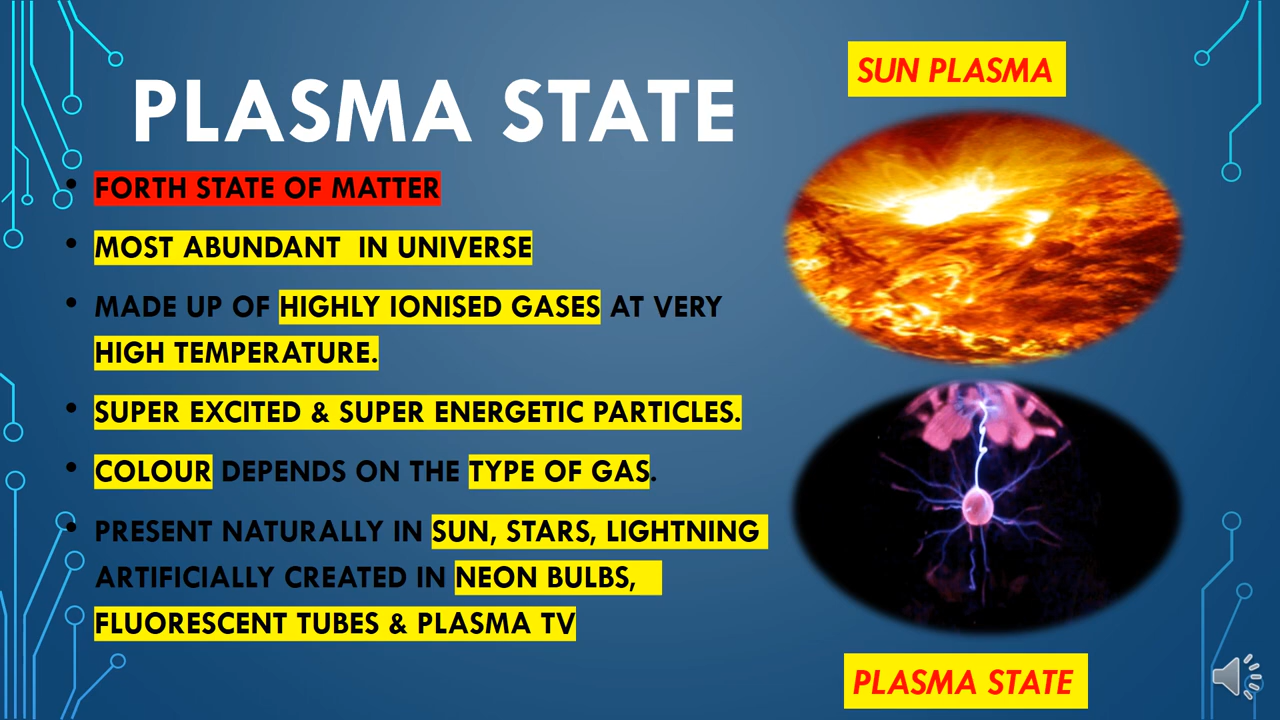 PLASMA STATE
• FORTH STATE OF MATTER
• MOST ABUNDANT  IN UNIVERSE
• MADE UP OF HIGHLY IONISED GASES AT VERY
HIGH TEMPERATURE.
• SUPER EXCITED & SUPER ENERGETIC PARTICLES.
• COLOUR DEPENDS ON THE TYPE OF GAS.
• PRESENT NATURALLY IN SUN, STARS, LIGHTNING
ARTIFICIALLY CREATED IN NEON BULBS,
FLUORESCENT TUBES & PLASMA TV
SUN PLASMA
PLASMA STATE